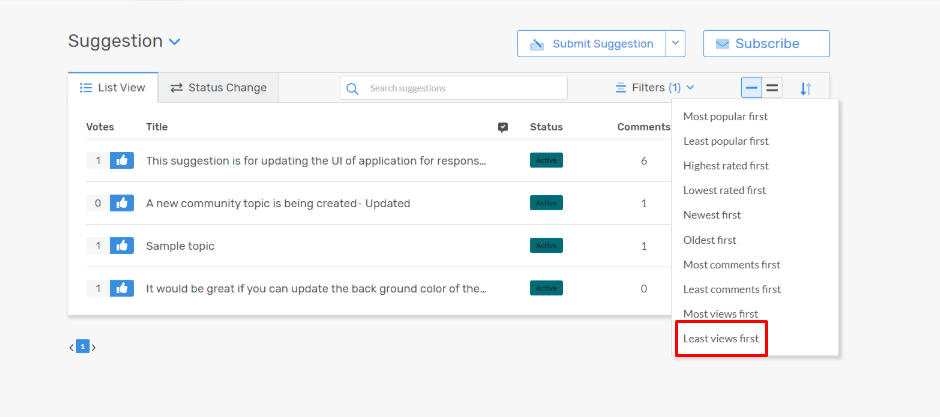 Suggestion
Submit Suggestion
Subscribe
List View
Status Change
Search suggestions
Filters (1)
Votes Title Status Comments
1 This suggestion is for updating the UI of application for respons... Active 6
0 A new community topic is being created- Updated Active 1
1 Sample topic Active 1
1 It would be great if you can update the back ground color of the... Active 0
Most popular first
Least popular first
Highest rated first
Lowest rated first
Newest first
Oldest first
Most comments first
Least comments first
Most views first
Least views first
1